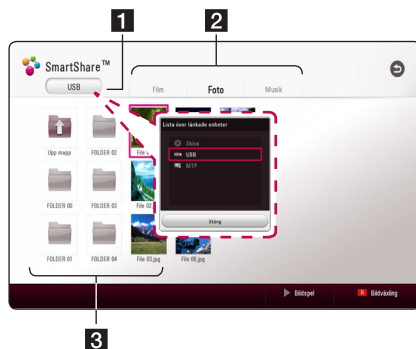 1
2
SmartShare™
USB
Film
Foto
Musik
Lista över länkade enheter
Skiva
USB
MTP
Stäng
Upp mapp
FOLDER 02
FOLDER 00
FOLDER 03
File 02
FOLDER 01
FOLDER 04
File 03.jpg
File 08.jpg
Bildspel
B Bildväxling
3